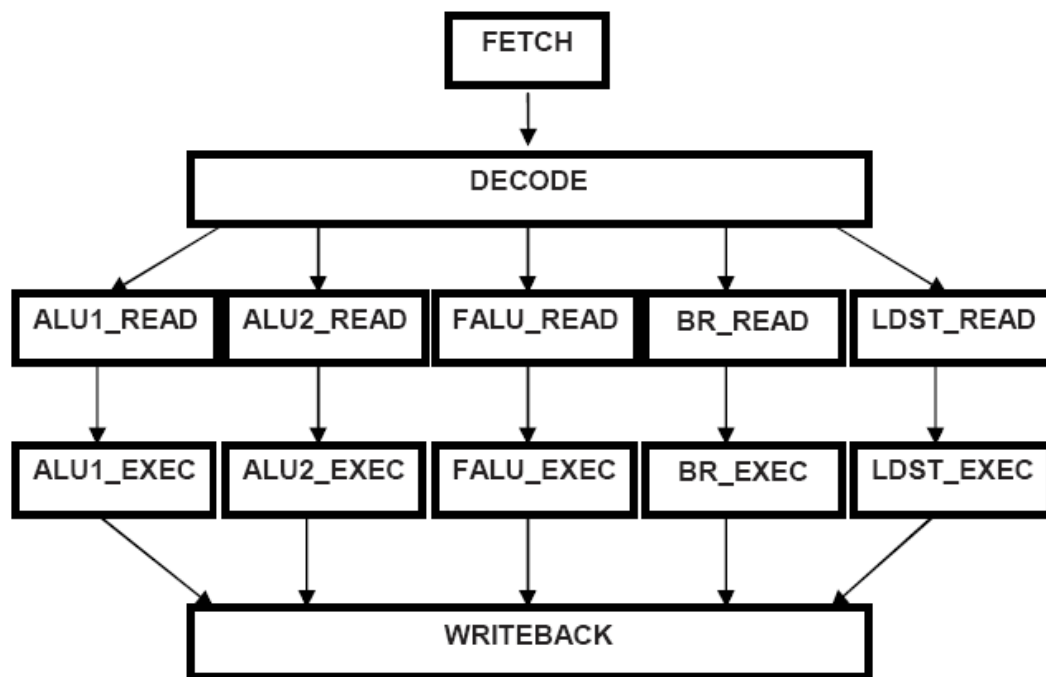 FETCH
DECODE
ALU1_READ
ALU2_READ
FALU_READ
BR_READ
LDST_READ
ALU1_EXEC
ALU2_EXEC
FALU_EXEC
BR_EXEC
LDST_EXEC
WRITEBACK